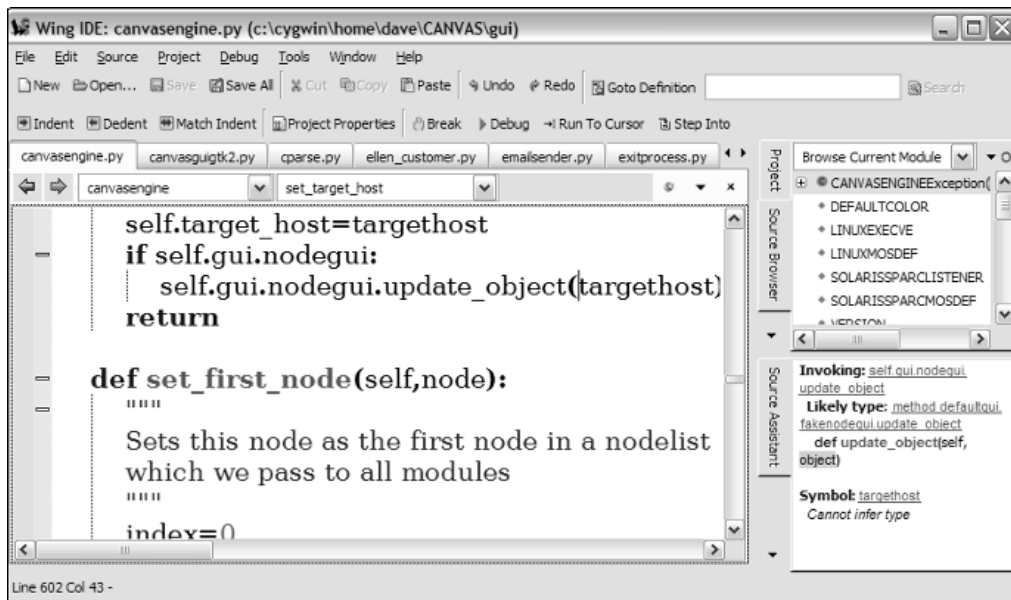 Wing IDE: canvasengine.py (c:\cygwin\home\dave\CANVAS\gui)
File Edit Source Project Debug Tools Window Help
New Open... Save Save All Cut Copy Paste Undo Redo Goto Definition Search
Indent Dedent Match Indent Project Properties Break Debug Run To Cursor Step Into
canvasengine.py canvasguigtk2.py cparse.py ellen_customer.py emailsender.py exitprocess.py
canvasengine set_target_host
self.target_host=targethost
if self.gui.nodegui:
self.gui.nodegui.update_object(targethost)
return
def set_first_node(self,node):
"""
Sets this node as the first node in a nodelist
which we pass to all modules
"""
index=0
Project
Source Browser
Browse Current Module
CANVASENGINEException(
DEFAULTCOLOR
LINUXEXECVE
LINUXMOSDEF
SOLARISSPARCLISTENER
SOLARISSPARCMOSDEF
VERSION
Source Assistant
Invoking: self.gui.nodegui.
update_object
Likely type: method defaultgui.
fakenodegui.update_object
def update_object(self,
object)
Symbol: targethost
Cannot infer type
Line 602 Col 43 -